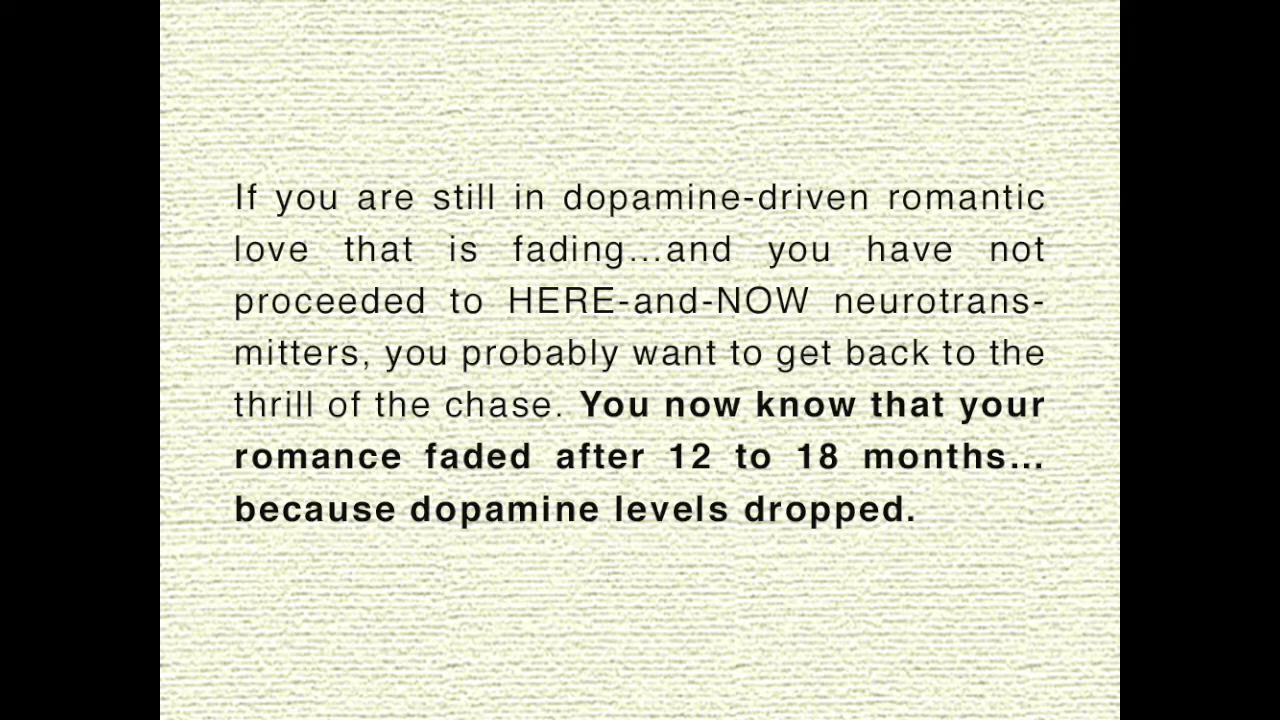 If you are still in dopamine-driven romantic
love that is fading...and you have not
proceeded to HERE-and-NOW neurotrans-
mitters, you probably want to get back to the
thrill of the chase. You now know that your
romance faded after 12 to 18 months...
because dopamine levels dropped.